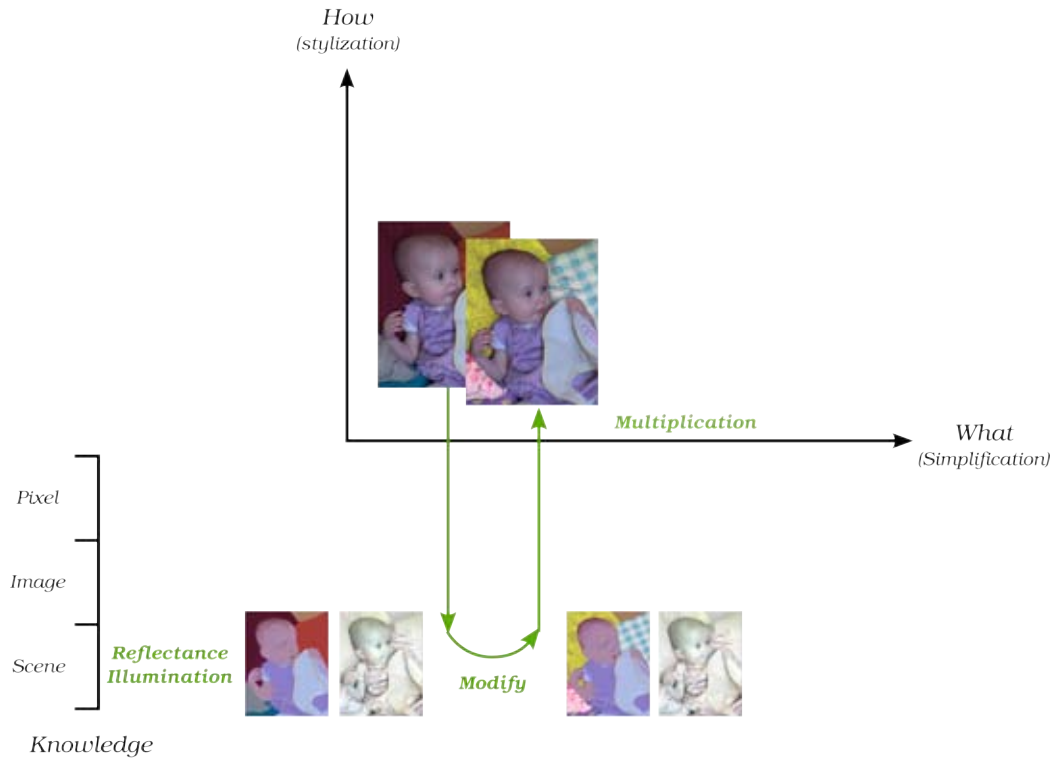 How
(stylization)
Multiplication
What
(Simplification)
Pixel
Image
Scene
Reflectance
Illumination
Modify
Knowledge